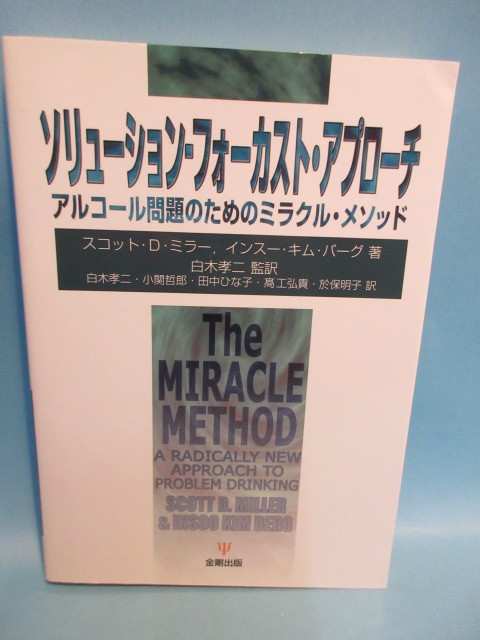 ソリューション・フォーカスト・アプローチ
アルコール問題のためのミラクル・メソッド
スコット・D・ミラー, インスー・キム・バーグ 著
白木孝二 監訳
白木孝二・小関哲郎・田中ひな子・髙工弘貴・於保明子 訳
The
MIRACLE
METHOD
A RADICALLY NEW
APPROACH TO
PROBLEM DRINKING
SCOTT D. MILLER
& INSOO KIM BERG
金剛出版